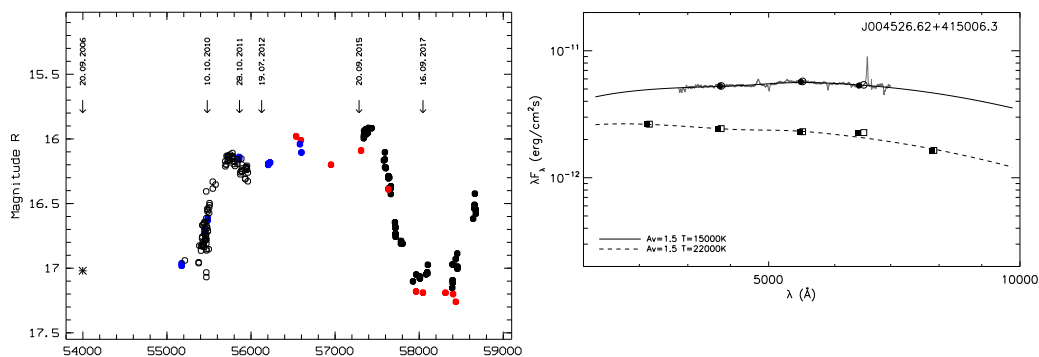 20.09.2006
10.10.2010
28.10.2011
19.07.2012
20.09.2015
16.09.2017
Magnitude R
15.5
16
16.5
17
17.5
54000 55000 56000 57000 58000 59000
J004526.62+415006.3
λF_λ (erg/cm²s)
10⁻¹¹
10⁻¹²
Av=1.5 T=15000K
Av=1.5 T=22000K
5000 10000
λ (Å)